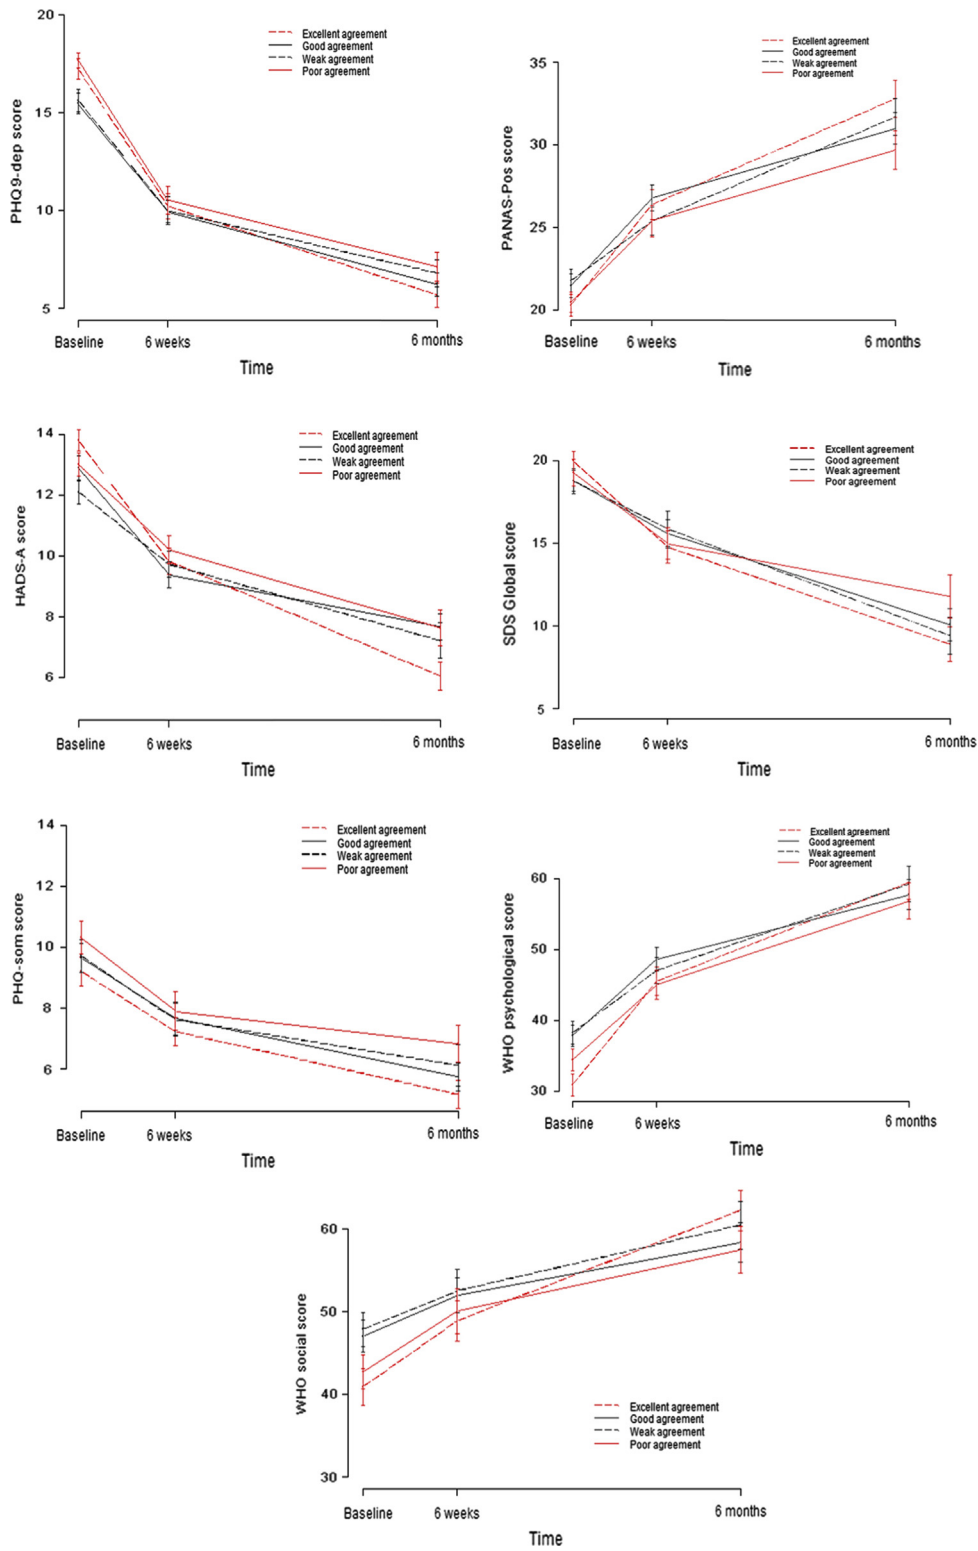 PHQ9-dep score
20
15
10
5
Excellent agreement
Good agreement
Weak agreement
Poor agreement
Baseline
6 weeks
6 months
Time
PANAS-Pos score
35
30
25
20
Excellent agreement
Good agreement
Weak agreement
Poor agreement
Baseline
6 weeks
6 months
Time
HADS-A score
14
12
10
8
6
Excellent agreement
Good agreement
Weak agreement
Poor agreement
Baseline
6 weeks
6 months
Time
SDS Global score
20
15
10
5
Excellent agreement
Good agreement
Weak agreement
Poor agreement
Baseline
6 weeks
6 months
Time
PHQ-som score
14
12
10
8
6
Excellent agreement
Good agreement
Weak agreement
Poor agreement
Baseline
6 weeks
6 months
Time
WHO psychological score
60
50
40
30
Excellent agreement
Good agreement
Weak agreement
Poor agreement
Baseline
6 weeks
6 months
Time
WHO social score
60
50
40
30
Excellent agreement
Good agreement
Weak agreement
Poor agreement
Baseline
6 weeks
6 months
Time